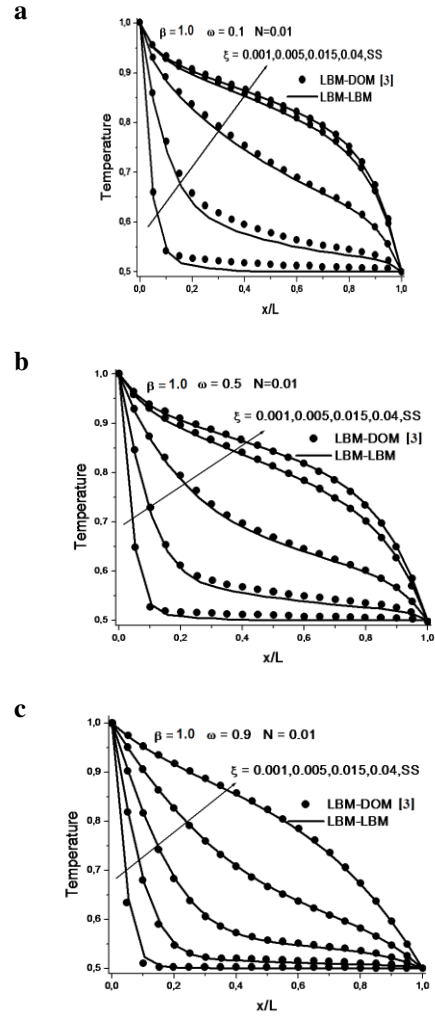 a
β = 1.0 ω = 0.1 N=0.01
ξ = 0.001,0.005,0.015,0.04,SS
LBM-DOM [3]
LBM-LBM
1,0
0,9
0,8
0,7
0,6
0,5
Temperature
0,0 0,2 0,4 0,6 0,8 1,0
x/L
b
β = 1.0 ω = 0.5 N=0.01
ξ = 0.001,0.005,0.015,0.04,SS
LBM-DOM [3]
LBM-LBM
1,0
0,9
0,8
0,7
0,6
0,5
Temperature
0,0 0,2 0,4 0,6 0,8 1,0
x/L
c
β = 1.0 ω = 0.9 N = 0.01
ξ = 0.001,0.005,0.015,0.04,SS
LBM-DOM [3]
LBM-LBM
1,0
0,9
0,8
0,7
0,6
0,5
Temperature
0,0 0,2 0,4 0,6 0,8 1,0
x/L